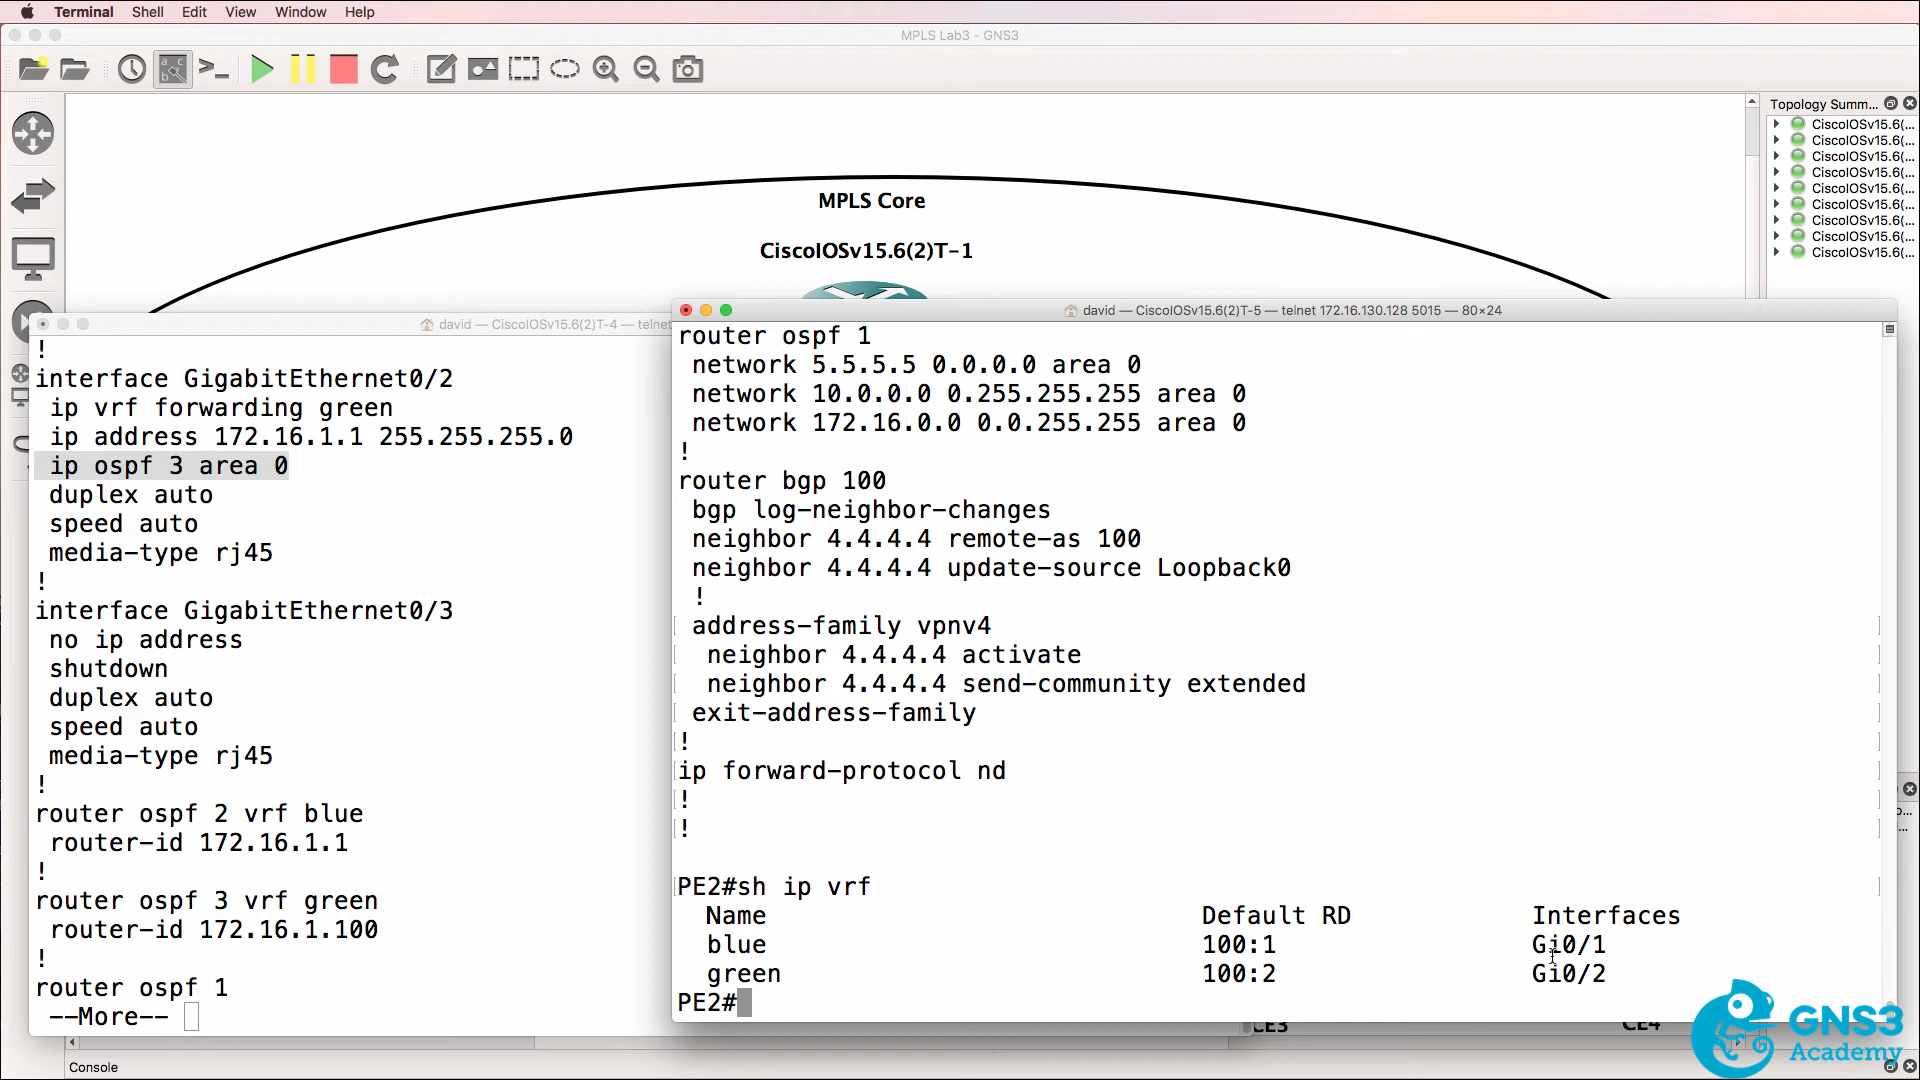 Terminal Shell Edit View Window Help
MPLS Lab3 - GNS3
Topology Summ...
CiscoIOSv15.6(...
CiscoIOSv15.6(...
CiscoIOSv15.6(...
CiscoIOSv15.6(...
CiscoIOSv15.6(...
CiscoIOSv15.6(...
CiscoIOSv15.6(...
CiscoIOSv15.6(...
CiscoIOSv15.6(...
MPLS Core
CiscoIOSv15.6(2)T-1
david — CiscoIOSv15.6(2)T-4 — telnet
!
interface GigabitEthernet0/2
ip vrf forwarding green
ip address 172.16.1.1 255.255.255.0
ip ospf 3 area 0
duplex auto
speed auto
media-type rj45
!
interface GigabitEthernet0/3
no ip address
shutdown
duplex auto
speed auto
media-type rj45
!
router ospf 2 vrf blue
router-id 172.16.1.1
!
router ospf 3 vrf green
router-id 172.16.1.100
!
router ospf 1
--More--
david — CiscoIOSv15.6(2)T-5 — telnet 172.16.130.128 5015 — 80×24
router ospf 1
network 5.5.5.5 0.0.0.0 area 0
network 10.0.0.0 0.255.255.255 area 0
network 172.16.0.0 0.0.255.255 area 0
!
router bgp 100
bgp log-neighbor-changes
neighbor 4.4.4.4 remote-as 100
neighbor 4.4.4.4 update-source Loopback0
!
address-family vpnv4
neighbor 4.4.4.4 activate
neighbor 4.4.4.4 send-community extended
exit-address-family
!
ip forward-protocol nd
!
!
PE2#sh ip vrf
Name Default RD Interfaces
blue 100:1 Gi0/1
green 100:2 Gi0/2
PE2#
CE3 CE4
Console
GNS3
Academy